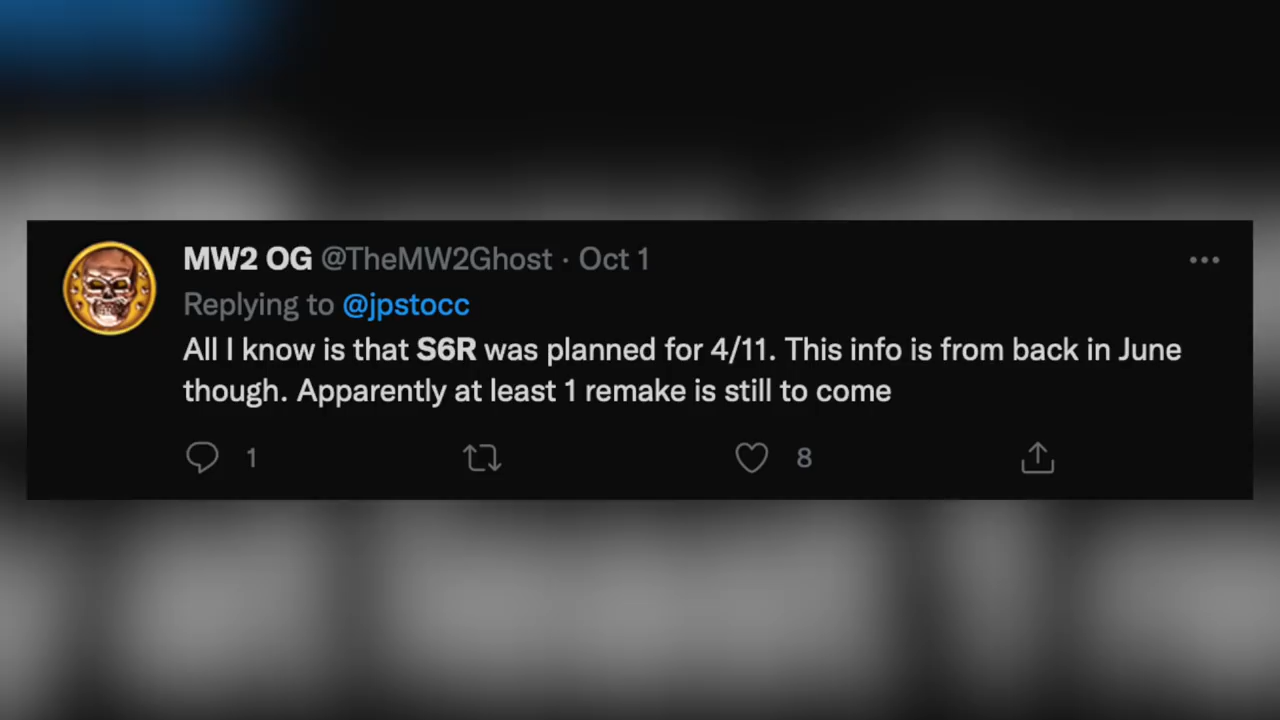 MW2 OG @TheMW2Ghost · Oct 1
Replying to @jpstocc
All I know is that S6R was planned for 4/11. This info is from back in June
though. Apparently at least 1 remake is still to come
1 8